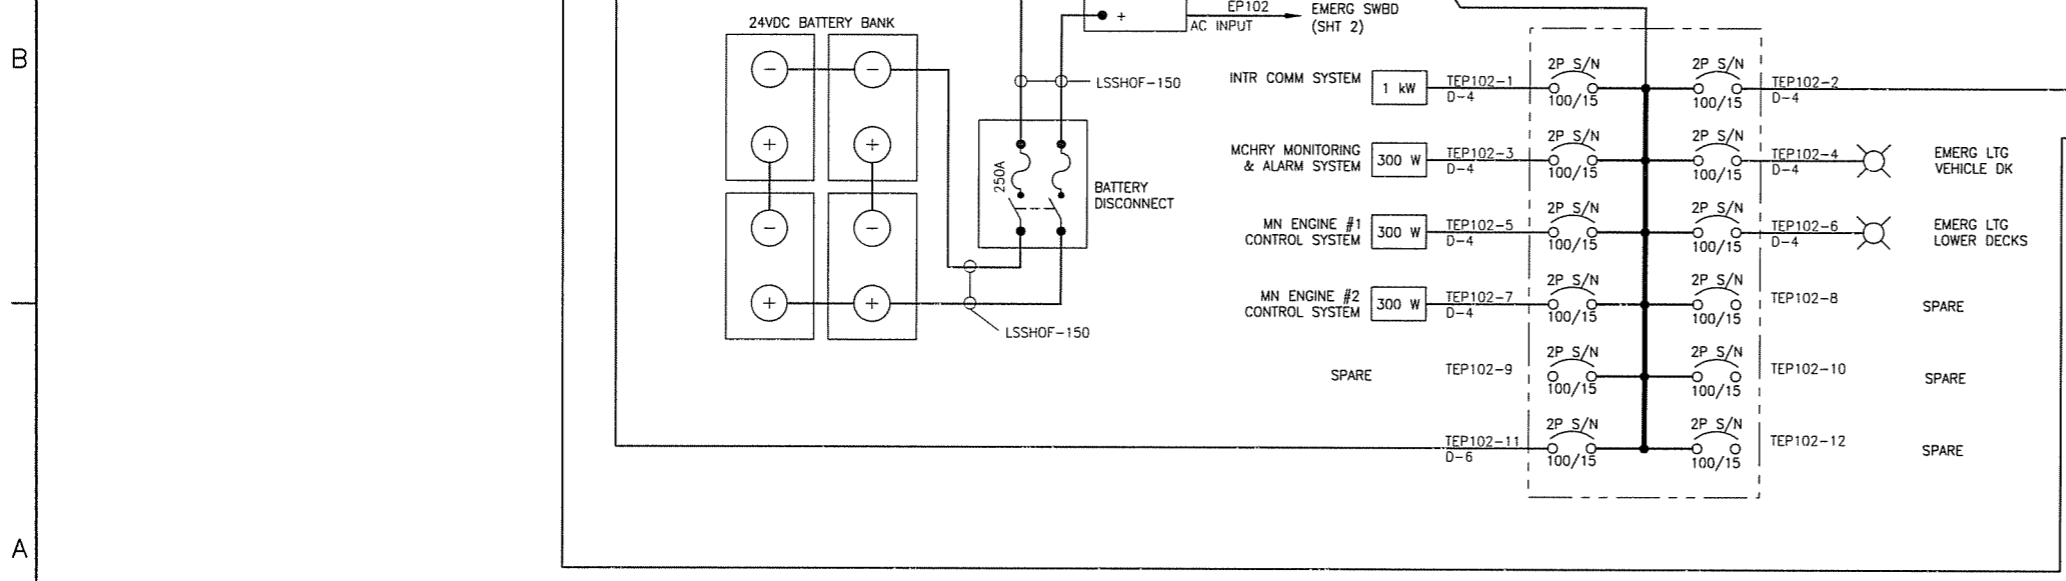 B
A
24VDC BATTERY BANK
-
-
+
+
-
-
+
+
LSSHOF-150
250A
BATTERY
DISCONNECT
LSSHOF-150
+
EP102
AC INPUT
EMERG SWBD
(SHT 2)
INTR COMM SYSTEM
1 kW
TEP102-1
D-4
2P S/N
100/15
2P S/N
100/15
TEP102-2
D-4
MCHRY MONITORING
& ALARM SYSTEM
300 W
TEP102-3
D-4
2P S/N
100/15
2P S/N
100/15
TEP102-4
D-4
EMERG LTG
VEHICLE DK
MN ENGINE #1
CONTROL SYSTEM
300 W
TEP102-5
D-4
2P S/N
100/15
2P S/N
100/15
TEP102-6
D-4
EMERG LTG
LOWER DECKS
MN ENGINE #2
CONTROL SYSTEM
300 W
TEP102-7
D-4
2P S/N
100/15
2P S/N
100/15
TEP102-8
SPARE
SPARE
TEP102-9
2P S/N
100/15
2P S/N
100/15
TEP102-10
SPARE
TEP102-11
D-6
2P S/N
100/15
2P S/N
100/15
TEP102-12
SPARE